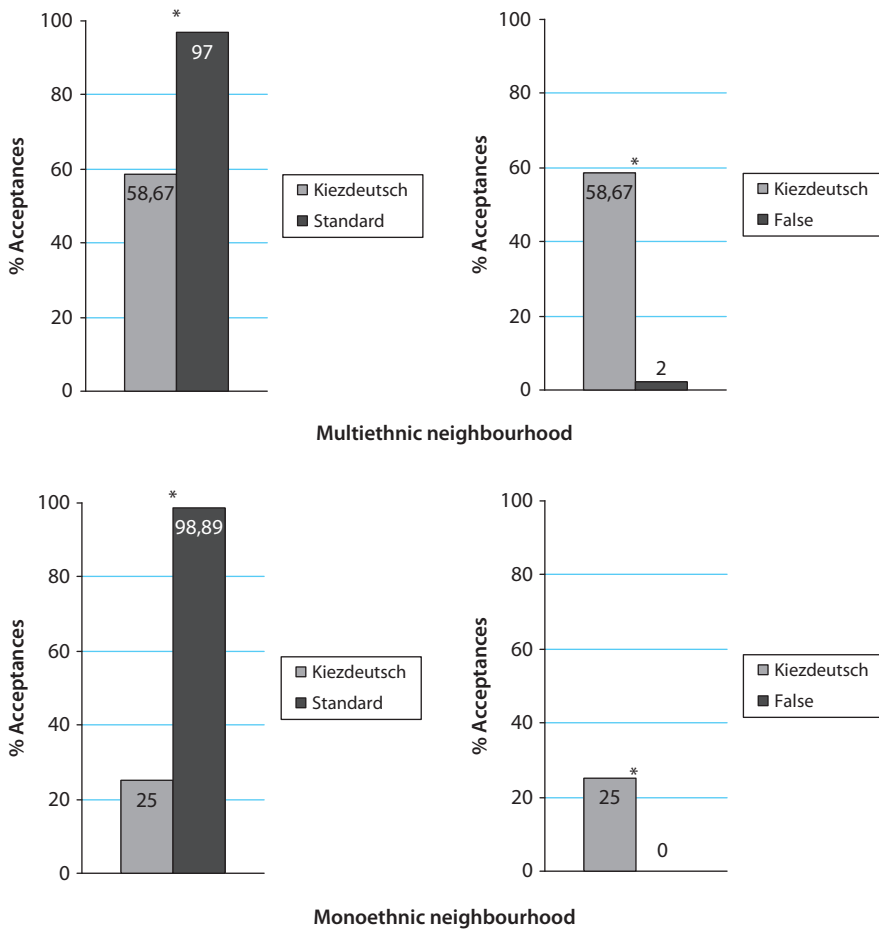 % Acceptances
100
80
60
40
20
0
*
58,67
97
Kiezdeutsch
Standard
% Acceptances
100
80
60
40
20
0
*
58,67
2
Kiezdeutsch
False
Multiethnic neighbourhood
% Acceptances
100
80
60
40
20
0
*
25
98,89
Kiezdeutsch
Standard
% Acceptances
100
80
60
40
20
0
*
25
0
Kiezdeutsch
False
Monoethnic neighbourhood